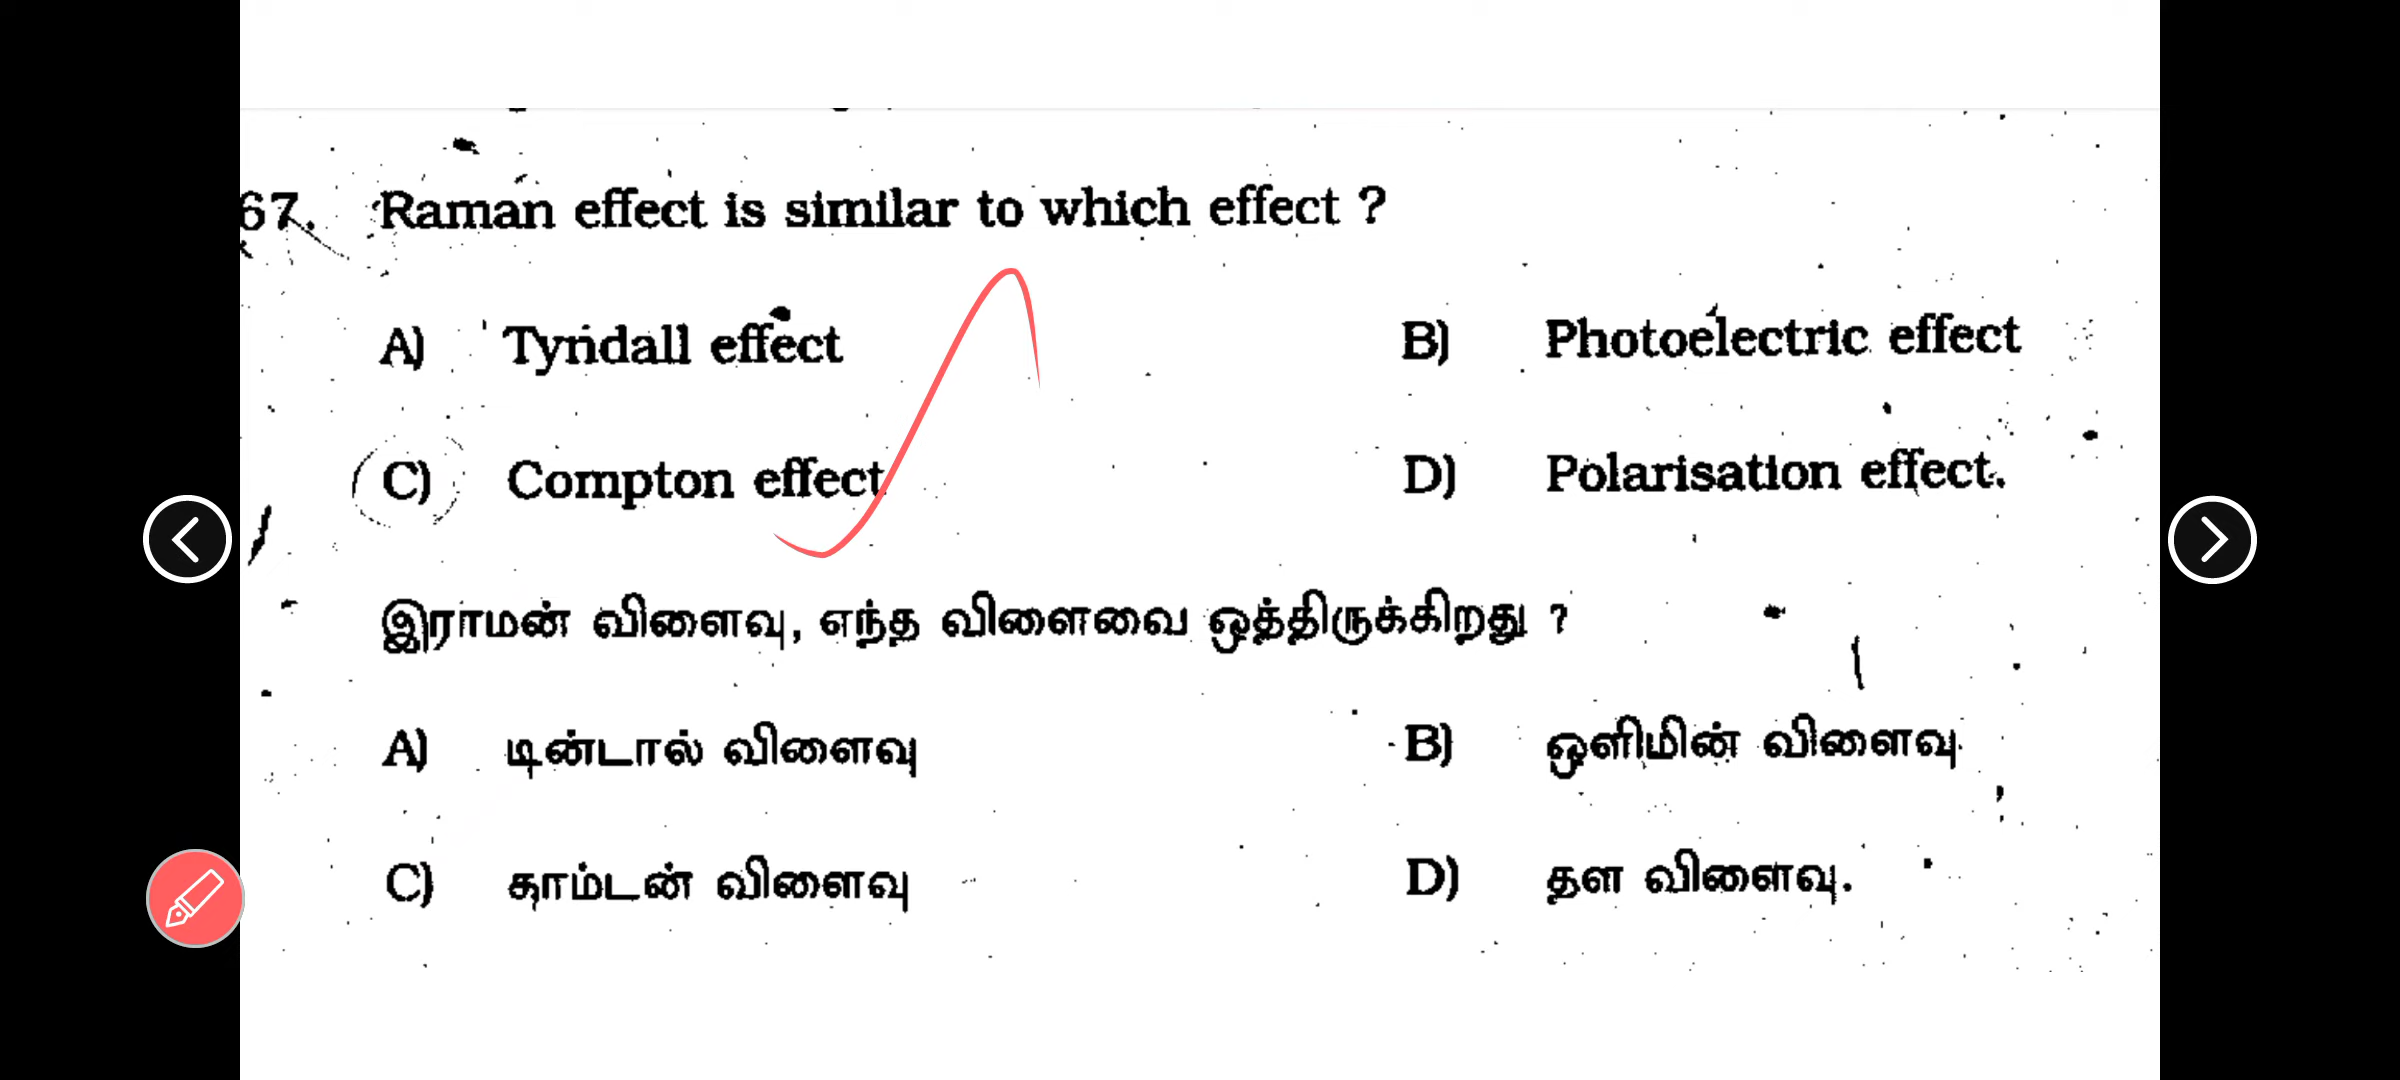 67. Raman effect is similar to which effect ?
A) Tyndall effect B) Photoelectric effect
C) Compton effect D) Polarisation effect.
இராமன் விளைவு, எந்த விளைவை ஒத்திருக்கிறது ?
A) டின்டால் விளைவு B) ஒளிமின் விளைவு
C) காம்டன் விளைவு D) தள விளைவு.